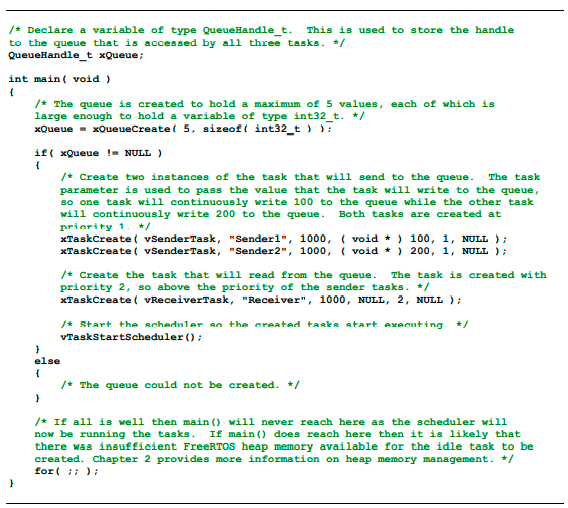 /* Declare a variable of type QueueHandle_t.  This is used to store the handle
to the queue that is accessed by all three tasks. */
QueueHandle_t xQueue;
int main( void )
{
/* The queue is created to hold a maximum of 5 values, each of which is
large enough to hold a variable of type int32_t. */
xQueue = xQueueCreate( 5, sizeof( int32_t ) );
if( xQueue != NULL )
{
/* Create two instances of the task that will send to the queue.  The task
parameter is used to pass the value that the task will write to the queue,
so one task will continuously write 100 to the queue while the other task
will continuously write 200 to the queue.  Both tasks are created at
priority 1. */
xTaskCreate( vSenderTask, "Sender1", 1000, ( void * ) 100, 1, NULL );
xTaskCreate( vSenderTask, "Sender2", 1000, ( void * ) 200, 1, NULL );
/* Create the task that will read from the queue.  The task is created with
priority 2, so above the priority of the sender tasks. */
xTaskCreate( vReceiverTask, "Receiver", 1000, NULL, 2, NULL );
/* Start the scheduler so the created tasks start executing. */
vTaskStartScheduler();
}
else
{
/* The queue could not be created. */
}
/* If all is well then main() will never reach here as the scheduler will
now be running the tasks.  If main() does reach here then it is likely that
there was insufficient FreeRTOS heap memory available for the idle task to be
created. Chapter 2 provides more information on heap memory management. */
for( ;; );
}